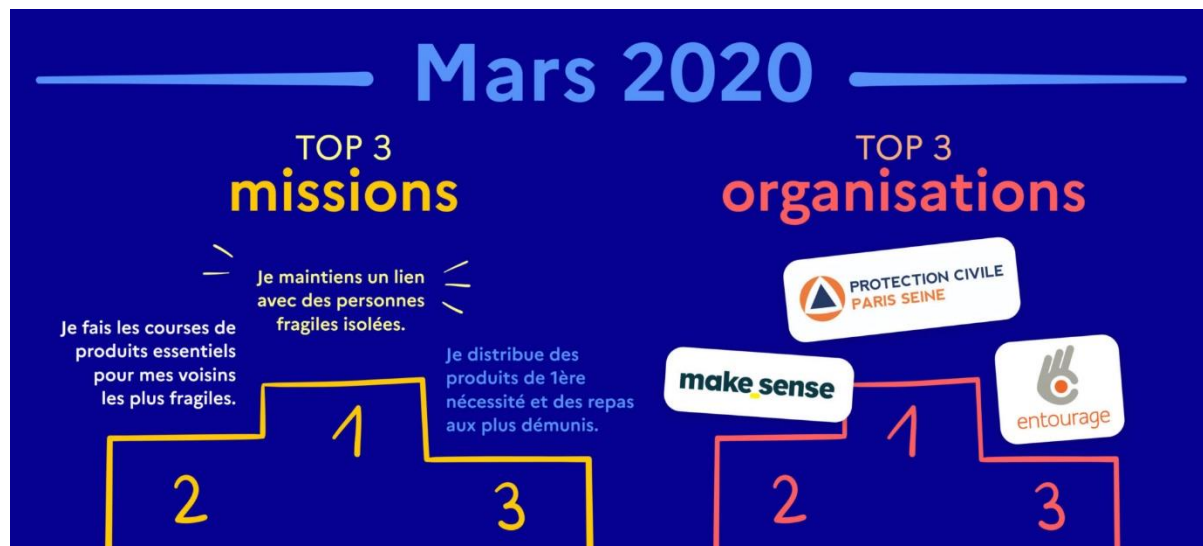 Mars 2020
TOP 3
missions
Je maintiens un lien
avec des personnes
fragiles isolées.
Je fais les courses de
produits essentiels
pour mes voisins
les plus fragiles.
Je distribue des
produits de 1ère
nécessité et des repas
aux plus démunis.
1
2
3
TOP 3
organisations
PROTECTION CIVILE
PARIS SEINE
make_sense
entourage
1
2
3